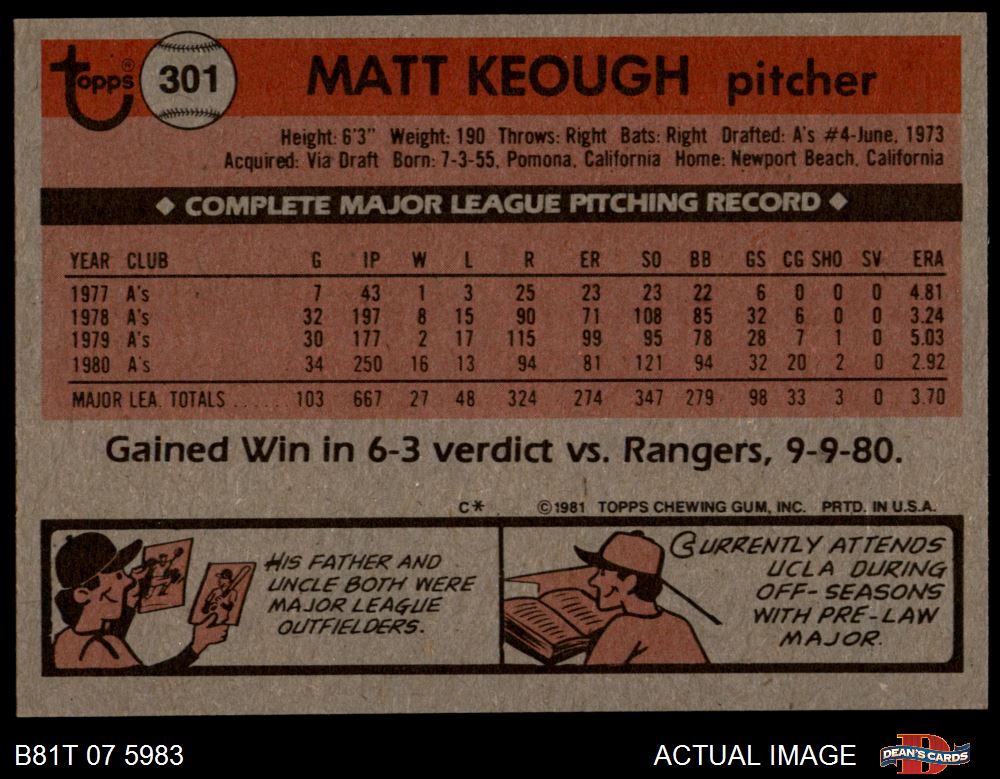 Topps®
301
MATT KEOUGH pitcher
Height: 6'3" Weight: 190 Throws: Right Bats: Right Drafted: A's #4-June, 1973
Acquired: Via Draft Born: 7-3-55, Pomona, California Home: Newport Beach, California
◆ COMPLETE MAJOR LEAGUE PITCHING RECORD ◆
YEAR CLUB G IP W L R ER SO BB GS CG SHO SV ERA
1977 A's 7 43 1 3 25 23 23 22 6 0 0 0 4.81
1978 A's 32 197 8 15 90 71 108 85 32 6 0 0 3.24
1979 A's 30 177 2 17 115 99 95 78 28 7 1 0 5.03
1980 A's 34 250 16 13 94 81 121 94 32 20 2 0 2.92
MAJOR LEA. TOTALS ...... 103 667 27 48 324 274 347 279 98 33 3 0 3.70
Gained Win in 6-3 verdict vs. Rangers, 9-9-80.
C* ©1981 TOPPS CHEWING GUM, INC. PRTD. IN U.S.A.
HIS FATHER AND
UNCLE BOTH WERE
MAJOR LEAGUE
OUTFIELDERS.
CURRENTLY ATTENDS
UCLA DURING
OFF-SEASONS
WITH PRE-LAW
MAJOR.
B81T 07 5983
ACTUAL IMAGE
DEAN'S CARDS